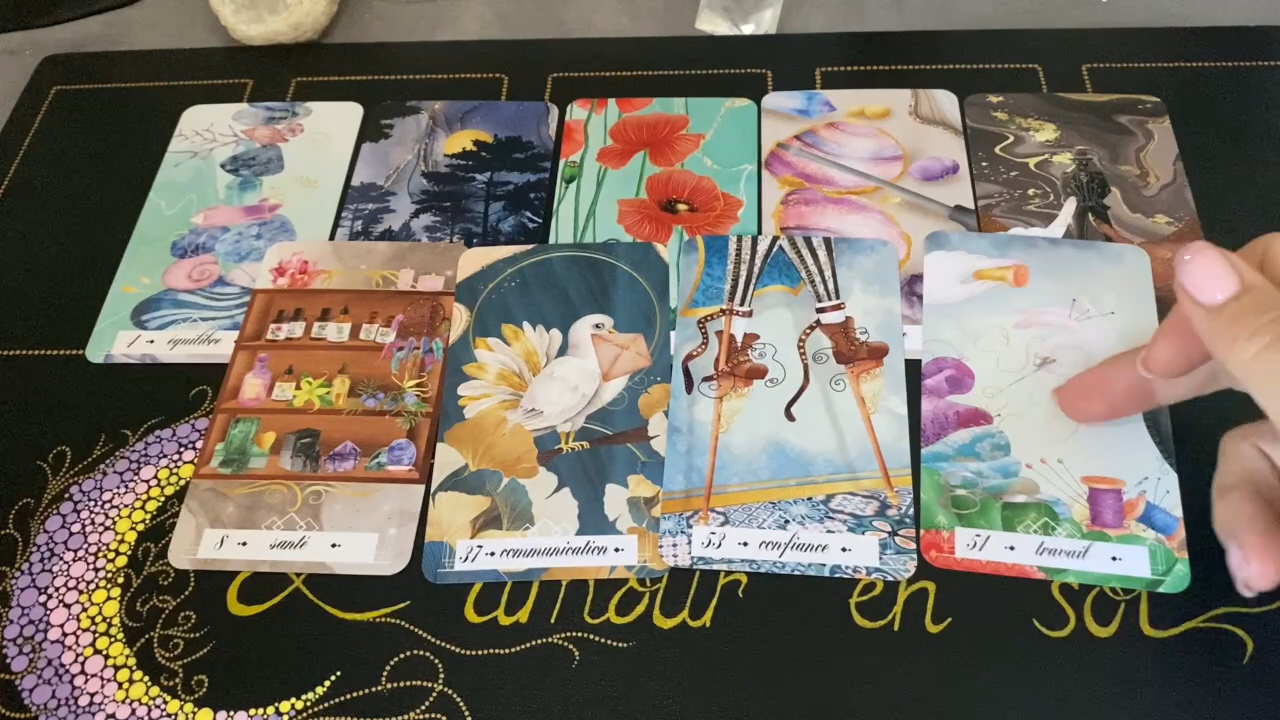 1 équilibre
8 santé
37 communication
53 confiance
51 travail
& amour en soi